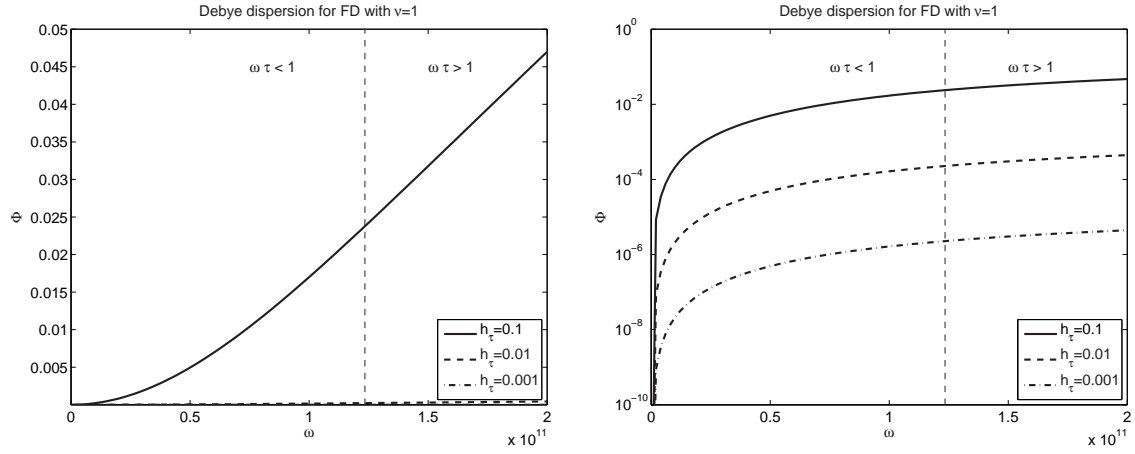 Debye dispersion for FD with ν=1
0.05
0.045
0.04
0.035
0.03
0.025
0.02
0.015
0.01
0.005
Φ
ω τ < 1
ω τ > 1
h_τ=0.1
h_τ=0.01
h_τ=0.001
0
0.5
1
1.5
2
x 10^11
ω
Debye dispersion for FD with ν=1
10^0
10^-2
10^-4
10^-6
10^-8
10^-10
Φ
ω τ < 1
ω τ > 1
h_τ=0.1
h_τ=0.01
h_τ=0.001
0
0.5
1
1.5
2
x 10^11
ω